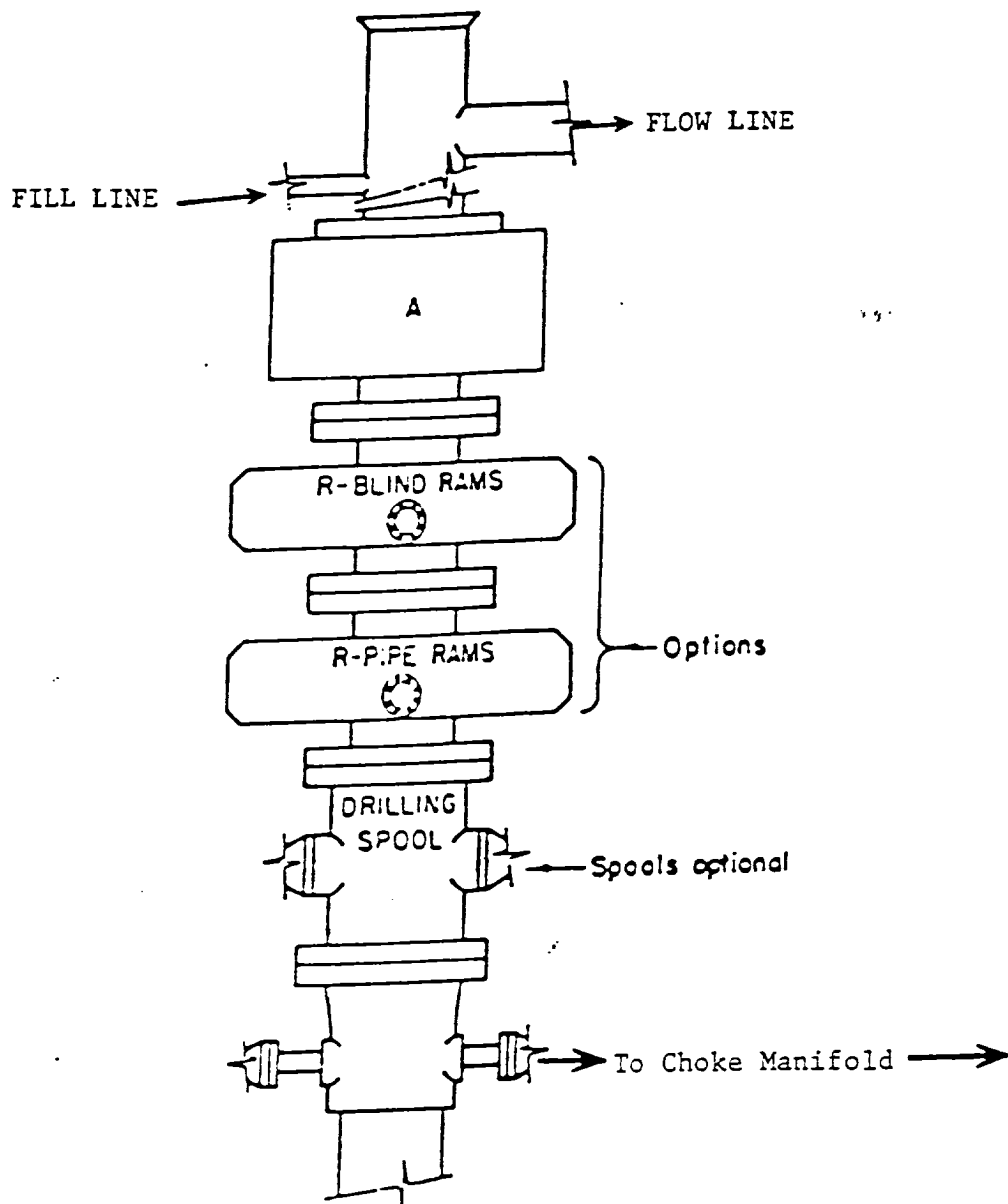 FLOW LINE
FILL LINE
A
R-BLIND RAMS
R-PIPE RAMS
Options
DRILLING
SPOOL
Spools optional
To Choke Manifold